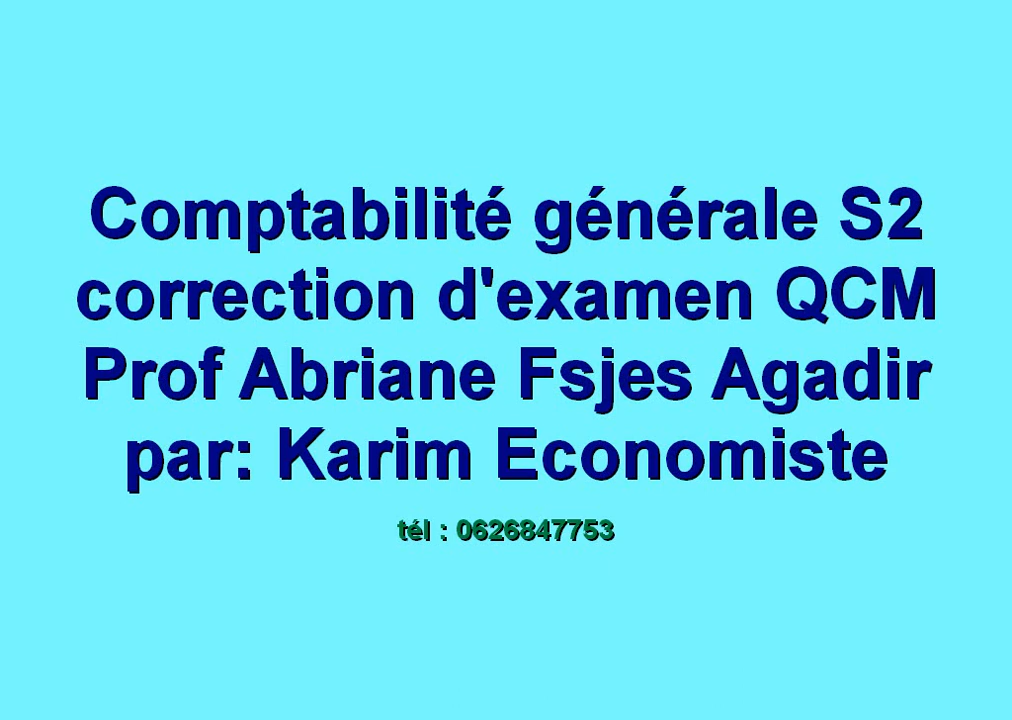 Comptabilité générale S2
correction d'examen QCM
Prof Abriane Fsjes Agadir
par: Karim Economiste
tél : 0626847753